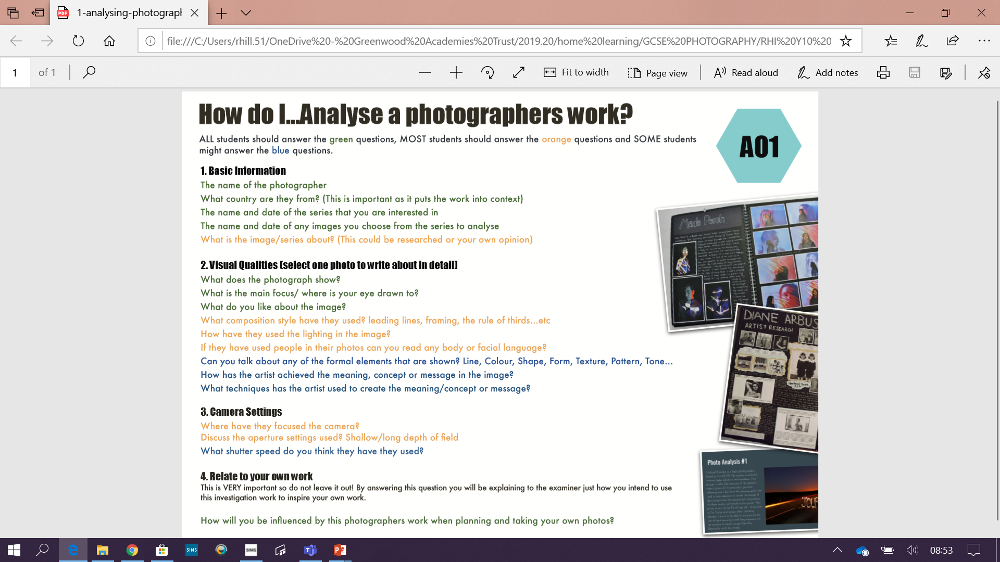 1-analysing-photograph
file:///C:/Users/rhill.51/OneDrive%20-%20Greenwood%20Academies%20Trust/2019.20/home%20learning/GCSE%20PHOTOGRAPHY/RHI%20Y10%20
1 of 1
Fit to width
Page view
Read aloud
Add notes
How do I...Analyse a photographers work?
ALL students should answer the green questions, MOST students should answer the orange questions and SOME students
might answer the blue questions.
A01
1. Basic Information
The name of the photographer
What country are they from? (This is important as it puts the work into context)
The name and date of the series that you are interested in
The name and date of any images you choose from the series to analyse
What is the image/series about? (This could be researched or your own opinion)
2. Visual Qualities (select one photo to write about in detail)
What does the photograph show?
What is the main focus/ where is your eye drawn to?
What do you like about the image?
What composition style have they used? leading lines, framing, the rule of thirds...etc
How have they used the lighting in the image?
If they have used people in their photos can you read any body or facial language?
Can you talk about any of the formal elements that are shown? Line, Colour, Shape, Form, Texture, Pattern, Tone...
How has the artist achieved the meaning, concept or message in the image?
What techniques has the artist used to create the meaning/concept or message?
3. Camera Settings
Where have they focused the camera?
Discuss the aperture settings used? Shallow/long depth of field
What shutter speed do you think they have they used?
4. Relate to your own work
This is VERY important so do not leave it out! By answering this question you will be explaining to the examiner just how you intend to use
this investigation work to inspire your own work.
How will you be influenced by this photographers work when planning and taking your own photos?
DIANE ARBUS
ARTIST RESEARCH
Photo Analysis #1
JOUR
SIMS
SIMS
08:53